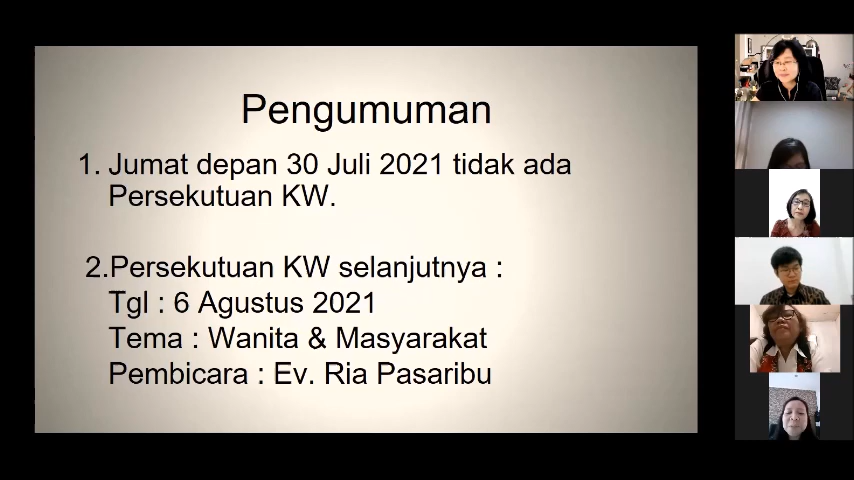 Pengumuman
1. Jumat depan 30 Juli 2021 tidak ada
Persekutuan KW.
2.Persekutuan KW selanjutnya :
Tgl : 6 Agustus 2021
Tema : Wanita & Masyarakat
Pembicara : Ev. Ria Pasaribu